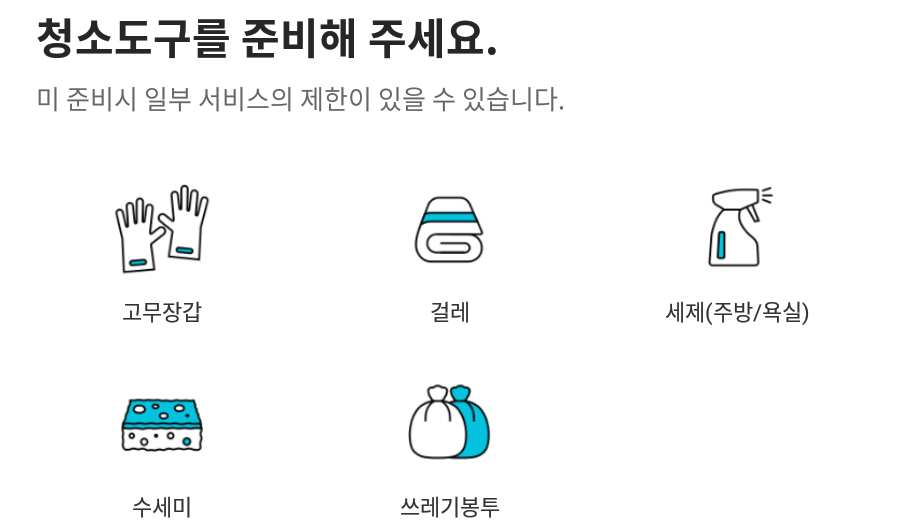 청소도구를 준비해 주세요.
미 준비시 일부 서비스의 제한이 있을 수 있습니다.
고무장갑
걸레
세제(주방/욕실)
수세미
쓰레기봉투